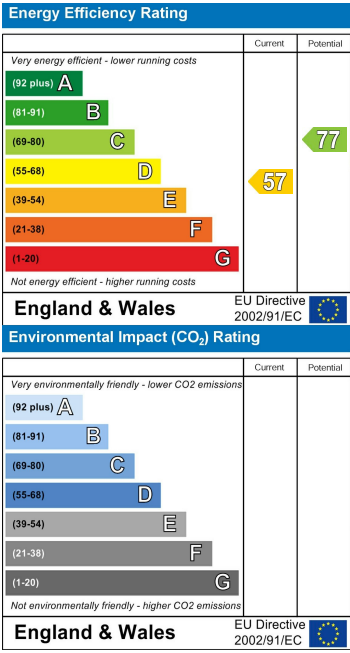 Energy Efficiency Rating
Current Potential
Very energy efficient - lower running costs
(92 plus) A
(81-91) B
(69-80) C
77
(55-68) D
57
(39-54) E
(21-38) F
(1-20) G
Not energy efficient - higher running costs
England & Wales
EU Directive
2002/91/EC
Environmental Impact (CO₂) Rating
Current Potential
Very environmentally friendly - lower CO2 emissions
(92 plus) A
(81-91) B
(69-80) C
(55-68) D
(39-54) E
(21-38) F
(1-20) G
Not environmentally friendly - higher CO2 emissions
England & Wales
EU Directive
2002/91/EC